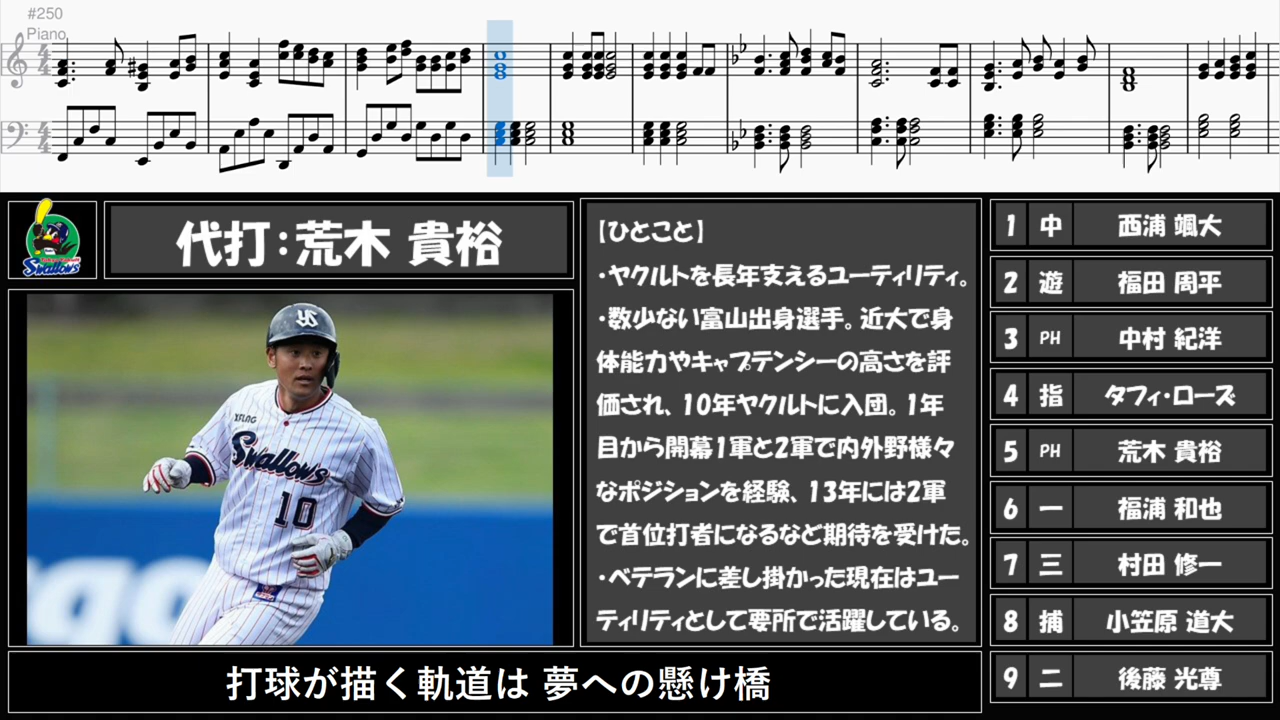 #250
Piano
代打:荒木 貴裕
Swallows
YFLAG
Swallows
10
【ひとこと】
・ヤクルトを長年支えるユーティリティ。
・数少ない富山出身選手。近大で身
体能力やキャプテンシーの高さを評
価され、10年ヤクルトに入団。1年
目から開幕1軍と2軍で内外野様々
なポジションを経験、13年には2軍
で首位打者になるなど期待を受けた。
・ベテランに差し掛かった現在はユー
ティリティとして要所で活躍している。
1 中 西浦 颯大
2 遊 福田 周平
3 PH 中村 紀洋
4 指 タフィ・ローズ
5 PH 荒木 貴裕
6 一 福浦 和也
7 三 村田 修一
8 捕 小笠原 道大
9 二 後藤 光尊
打球が描く軌道は 夢への懸け橋